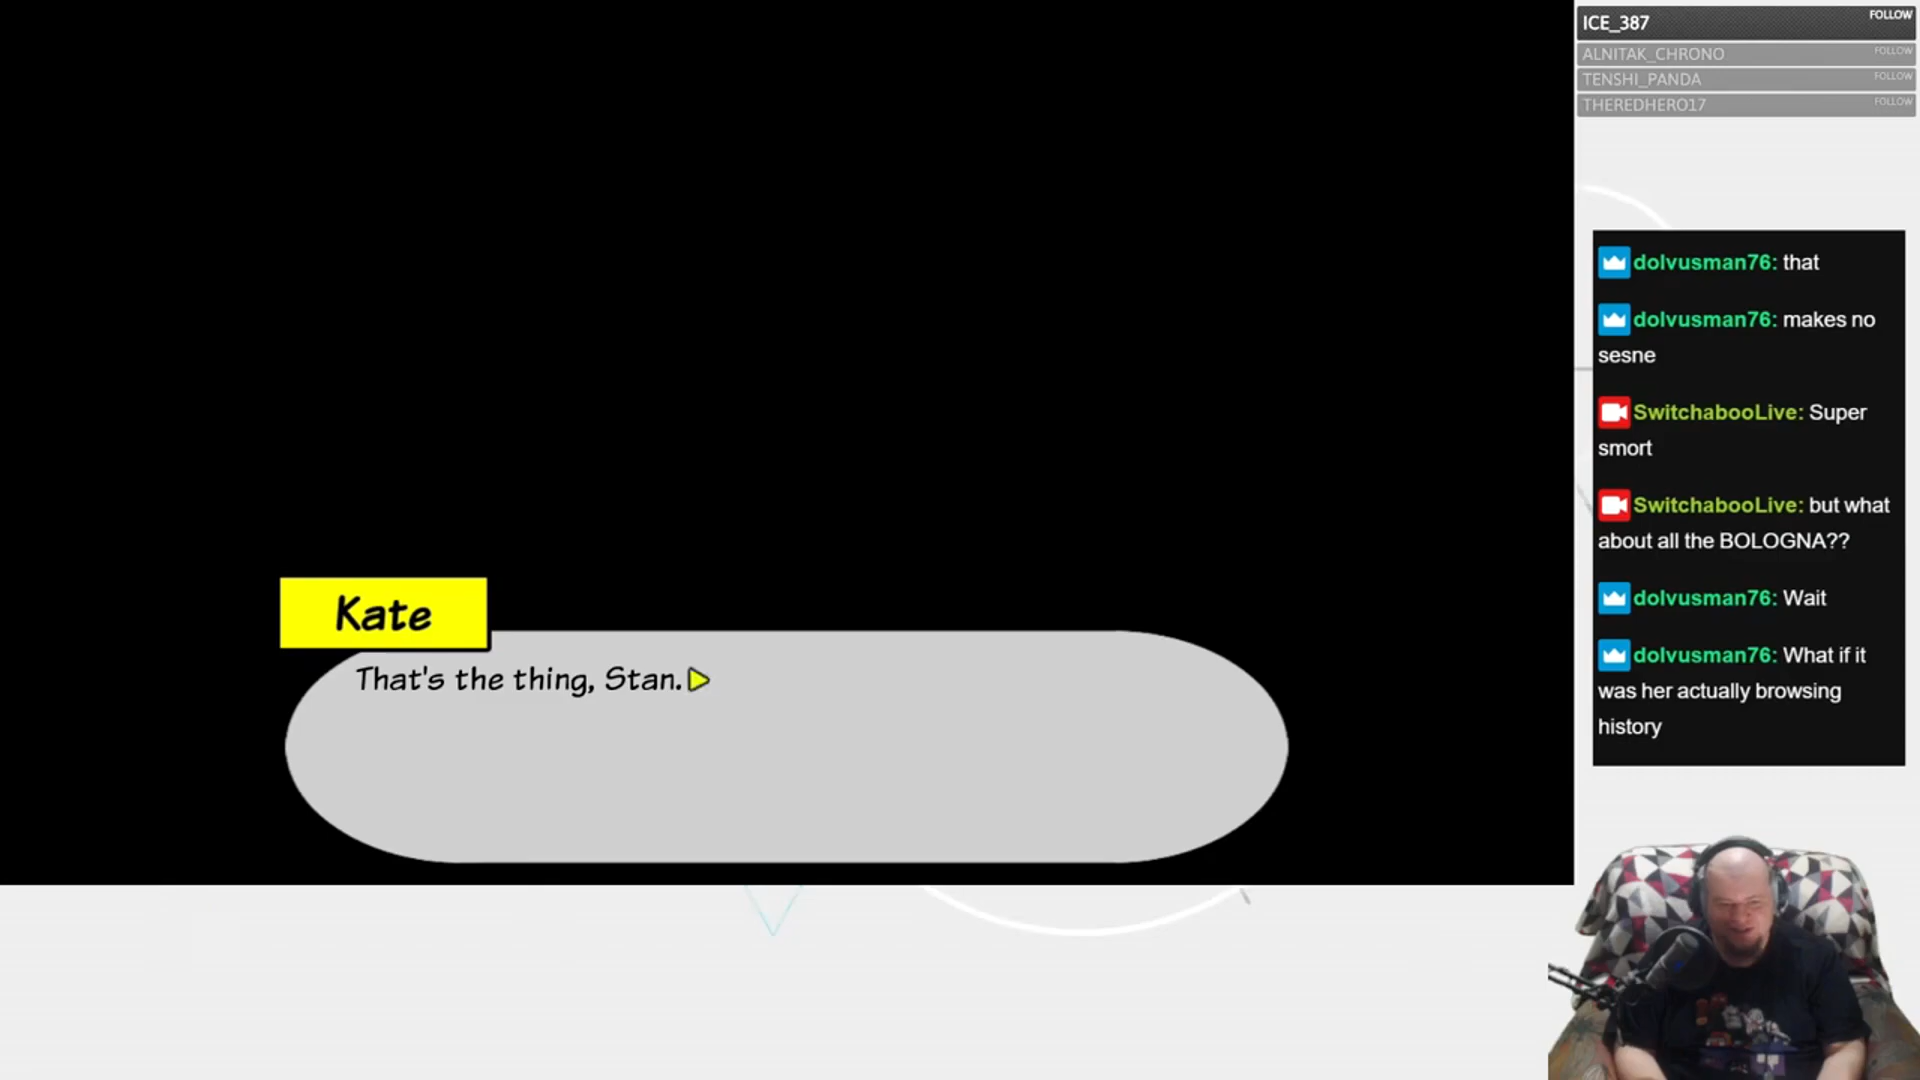 ICE_387 FOLLOW
ALNITAK_CHRONO FOLLOW
TENSHI_PANDA FOLLOW
THEREDHERO17 FOLLOW
dolvusman76: that
dolvusman76: makes no
sesne
SwitchabooLive: Super
smort
SwitchabooLive: but what
about all the BOLOGNA??
dolvusman76: Wait
dolvusman76: What if it
was her actually browsing
history
Kate
That's the thing, Stan.